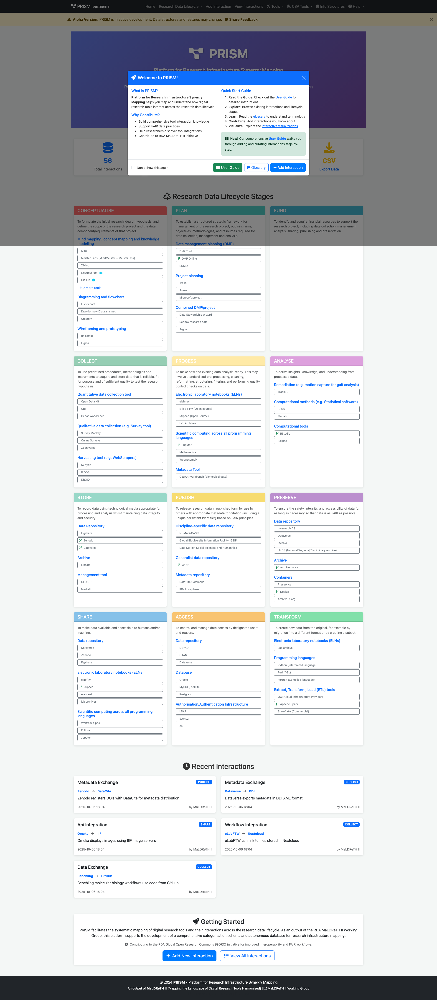 PRISM MaLDReTH II
Home Research Data Lifecycle Add Interaction View Interactions Tools CSV Tools Info Structures Help
Alpha Version: PRISM is in active development. Data structures and features may change. Share Feedback
PRISM
Platform for Research Infrastructure Synergy Mapping
Welcome to PRISM!
What is PRISM?
Platform for Research Infrastructure Synergy
Mapping helps you map and understand how digital
research tools interact across the research data lifecycle.
Why Contribute?
Build comprehensive tool interaction knowledge
Support FAIR data practices
Help researchers discover tool integrations
Contribute to RDA MaLDReTH II initiative
Quick Start Guide
1. Read the Guide: Check out the User Guide for
detailed instructions
2. Explore: Browse existing interactions and lifecycle
stages
3. Learn: Read the glossary to understand terminology
4. Contribute: Add interactions you know about
5. Visualize: Explore the interactive visualizations
New! Our comprehensive User Guide walks you
through adding and curating interactions step-by-
step.
Don't show this again
User Guide
Glossary
Add Interaction
56
Total Interactions
CSV
Export Data
Research Data Lifecycle Stages
CONCEPTUALISE
To formulate the initial research idea or hypothesis, and
define the scope of the research project and the data
component/requirements of that project.
Mind mapping, concept mapping and knowledge
modelling
Miro
Meister Labs (MindMeister + MeisterTask)
XMind
NewTestTool
GitHub
+ 7 more tools
Diagramming and flowchart
Lucidchart
Draw.io (now Diagrams.net)
Creately
Wireframing and prototyping
Balsamiq
Figma
PLAN
To establish a structured strategic framework for
management of the research project, outlining aims,
objectives, methodologies, and resources required for
data collection, management and analysis.
Data management planning (DMP)
DMP Tool
DMP Online
RDMO
Project planning
Trello
Asana
Microsoft project
Combined DMP/project
Data Stewardship Wizard
Redbox research data
Argos
FUND
To identify and acquire financial resources to support the
research project, including data collection, management,
analysis, sharing, publishing and preservation.
COLLECT
To use predefined procedures, methodologies and
instruments to acquire and store data that is reliable, fit
for purpose and of sufficient quality to test the research
hypothesis.
Quantitative data collection tool
Open Data Kit
GBIF
Cedar WorkBench
Qualitative data collection (e.g. Survey tool)
Survey Monkey
Online Surveys
Zooniverse
Harvesting tool (e.g. WebScrapers)
Netlytic
IRODS
DROID
PROCESS
To make new and existing data analysis-ready. This may
involve standardised pre-processing, cleaning,
reformatting, structuring, filtering, and performing quality
control checks on data.
Electronic laboratory notebooks (ELNs)
elabnext
E-lab FTW (Open source)
RSpace (Open Source)
Lab Archives
Scientific computing across all programming
languages
Jupyter
Mathematica
WebAssembly
Metadata Tool
CEDAR Workbench (biomedical data)
ANALYSE
To derive insights, knowledge, and understanding from
processed data.
Remediation (e.g. motion capture for gait analysis)
Track3D
Computational methods (e.g. Statistical software)
SPSS
Matlab
Computational tools
RStudio
Eclipse
STORE
To record data using technological media appropriate for
processing and analysis whilst maintaining data integrity
and security.
Data Repository
Figshare
Zenodo
Dataverse
Archive
Libsafe
Management tool
GLOBUS
Mediaflux
PUBLISH
To release research data in published form for use by
others with appropriate metadata for citation (including a
unique persistent identifier) based on FAIR principles.
Discipline-specific data repository
NOMAD-OASIS
Global Biodiversity Information Facility (GBIF)
Data Station Social Sciences and Humanities
Generalist data repository
CKAN
Metadata repository
DataCite Commons
IBM Infosphere
PRESERVE
To ensure the safety, integrity, and accessibility of data for
as long as necessary so that data is as FAIR as possible.
Data repository
Invenio UKDS
Dataverse
Invenio
UKDS (National/Regional/Disciplinary Archive)
Archive
Archivematica
Containers
Preservica
Docker
Archive-it.org
SHARE
To make data available and accessible to humans and/or
machines.
Data repository
Dataverse
Zenodo
Figshare
Electronic laboratory notebooks (ELNs)
elabftw
RSpace
elabnext
lab archives
Scientific computing across all programming
languages
Wolfram Alpha
Eclipse
Jupyter
ACCESS
To control and manage data access by designated users
and reusers.
Data repository
DRYAD
CKAN
Dataverse
Database
Oracle
MySQL / sqlLite
Postgres
Authorisation/Authentication Infrastructure
LDAP
SAML2
AD
TRANSFORM
To create new data from the original, for example by
migration into a different format or by creating a subset.
Electronic laboratory notebooks (ELNs)
Lab archive
Programming languages
Python (Interpreted language)
Perl (4GL)
Fortran (Compiled language)
Extract, Transform, Load (ETL) tools
OCI (Cloud Infrastructure Provider)
Apache Spark
Snowflake (Commercial)
Recent Interactions
Metadata Exchange PUBLISH
Zenodo → DataCite
Zenodo registers DOIs with DataCite for metadata distribution
2025-10-06 18:04 by MaLDReTH II
Metadata Exchange PUBLISH
Dataverse → DDI
Dataverse exports metadata in DDI XML format
2025-10-06 18:04 by MaLDReTH II
Api Integration SHARE
Omeka → IIIF
Omeka displays images using IIIF image servers
2025-10-06 18:04 by MaLDReTH II
Workflow Integration COLLECT
eLabFTW → Nextcloud
eLabFTW can link to files stored in Nextcloud
2025-10-06 18:04 by MaLDReTH II
Data Exchange COLLECT
Benchling → GitHub
Benchling molecular biology workflows use code from GitHub
2025-10-06 18:04 by MaLDReTH II
Getting Started
PRISM facilitates the systematic mapping of digital research tools and their interactions across the research data lifecycle. As an output of the RDA MaLDReTH II Working
Group, this platform supports the development of a comprehensive categorisation schema and autonomous database for research infrastructure mapping.
Contributing to the RDA Global Open Research Commons (GORC) initiative for improved interoperability and FAIR workflows.
+ Add New Interaction
View All Interactions
© 2024 PRISM - Platform for Research Infrastructure Synergy Mapping
An output of MaLDReTH II (Mapping the Landscape of Digital Research Tools Harmonised) | MaLDReTH II Working Group